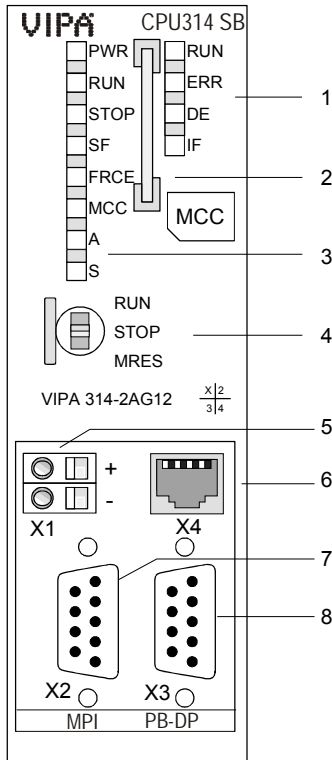 VIPA CPU314 SB
PWR RUN
RUN ERR
STOP DE
SF IF
FRCE
MCC
A
S
MCC
1
2
3
RUN
STOP
MRES
4
VIPA 314-2AG12
X 2
3 4
5
+
-
X1 X4
6
7
8
X2 X3
MPI PB-DP